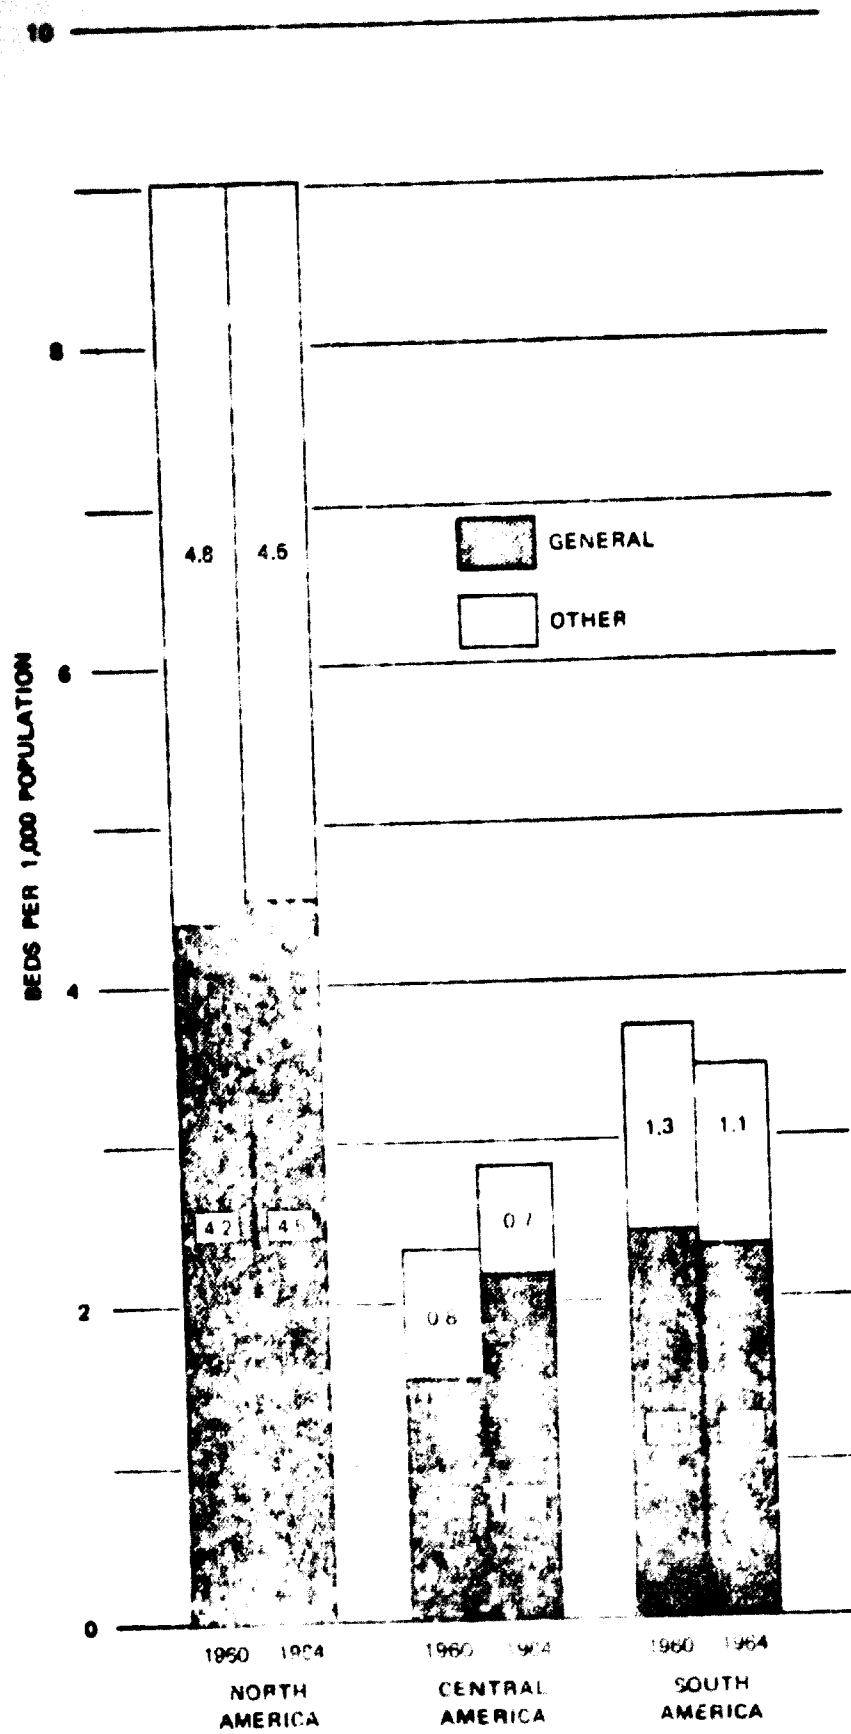 10
8
4.8 4.5
GENERAL
OTHER
6
BEDS PER 1,000 POPULATION
4
1.3 1.1
4.2 4.5
0.7
2
0.8
0
1960 1964 1960 1964 1960 1964
NORTH CENTRAL SOUTH
AMERICA AMERICA AMERICA